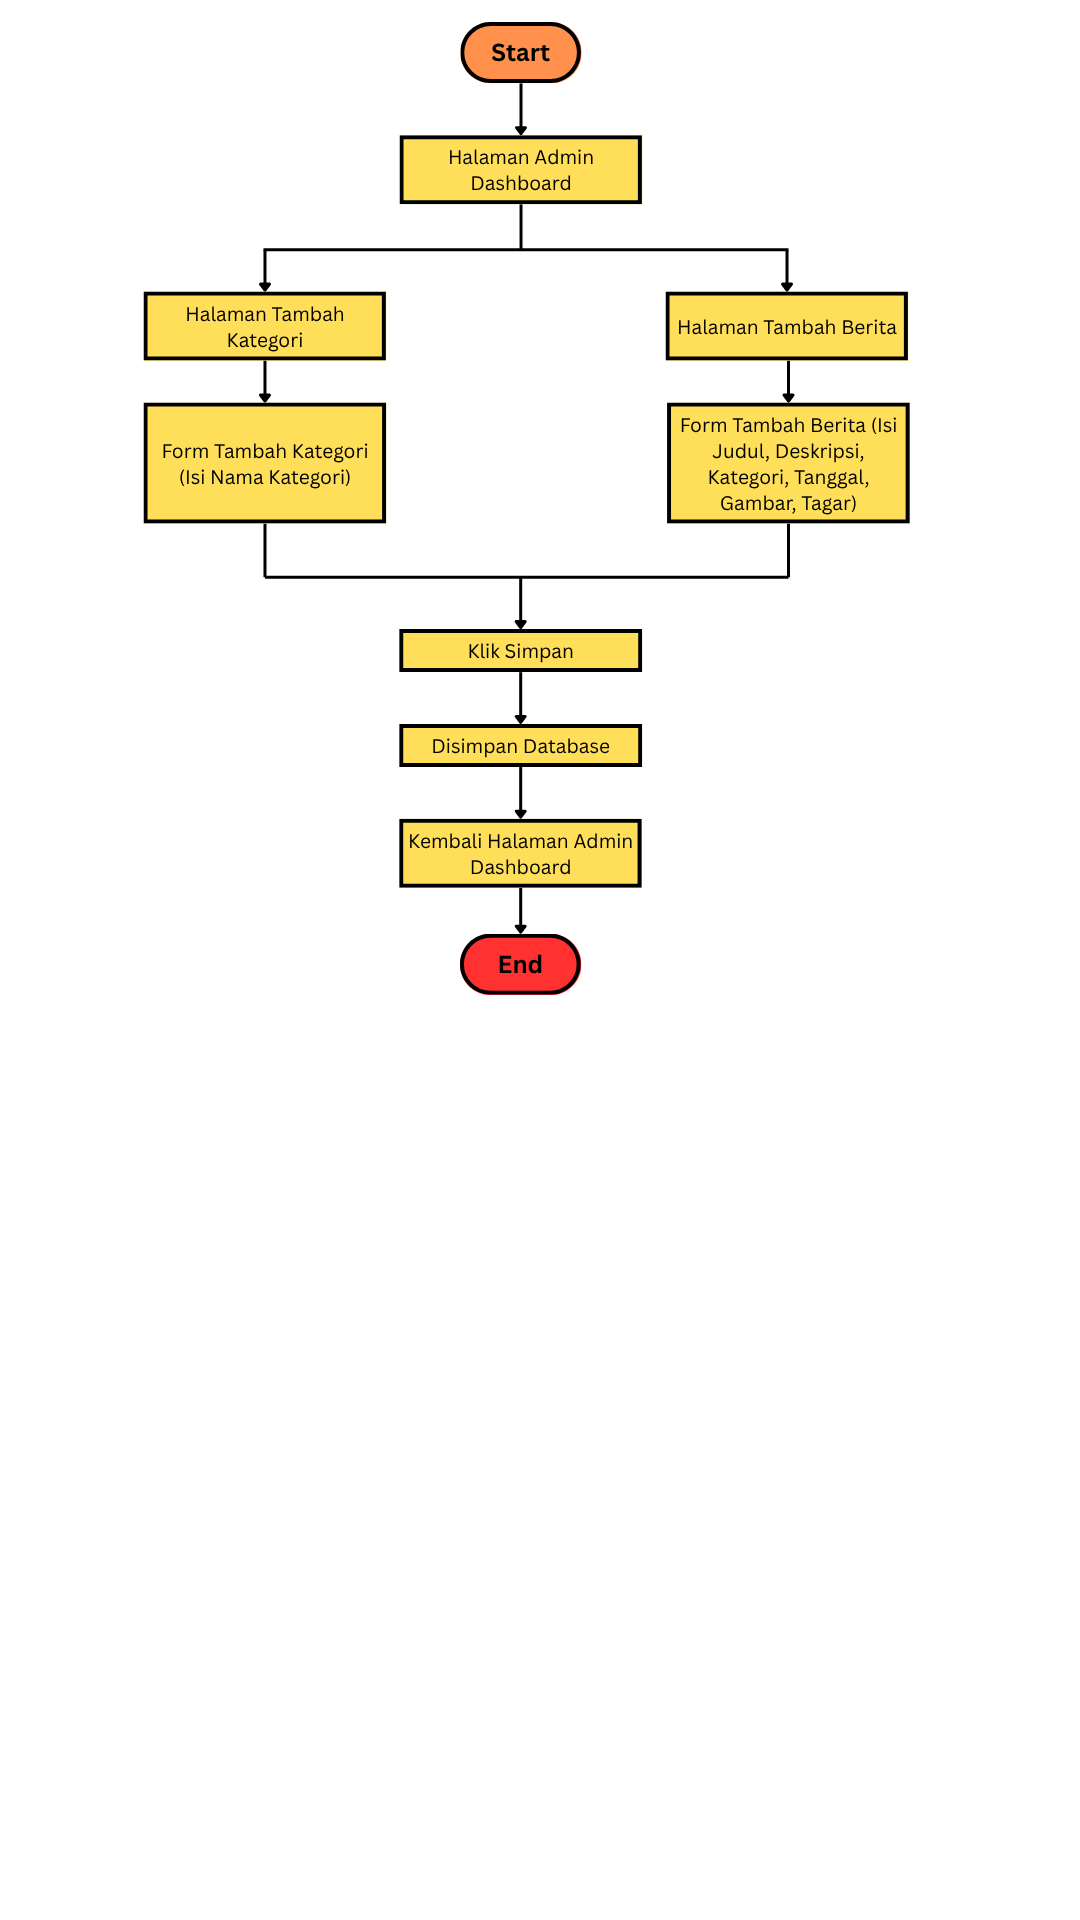 Start
Halaman Admin
Dashboard
Halaman Tambah
Kategori
Halaman Tambah Berita
Form Tambah Kategori
(Isi Nama Kategori)
Form Tambah Berita (Isi
Judul, Deskripsi,
Kategori, Tanggal,
Gambar, Tagar)
Klik Simpan
Disimpan Database
Kembali Halaman Admin
Dashboard
End